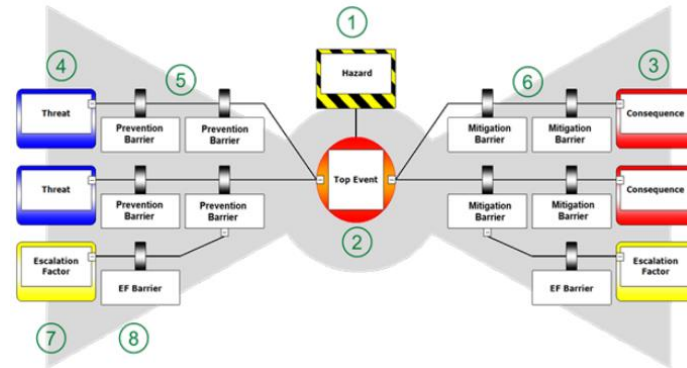 1
Hazard
4
5
6
3
Threat
Prevention
Barrier
Prevention
Barrier
Mitigation
Barrier
Mitigation
Barrier
Consequence
Threat
Prevention
Barrier
Prevention
Barrier
Top Event
Mitigation
Barrier
Mitigation
Barrier
Consequence
2
Escalation
Factor
EF Barrier
EF Barrier
Escalation
Factor
7
8